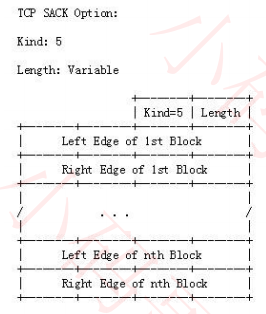 TCP SACK Option:
Kind: 5
Length: Variable
Kind=5 | Length
Left Edge of 1st Block
Right Edge of 1st Block
. . .
Left Edge of nth Block
Right Edge of nth Block